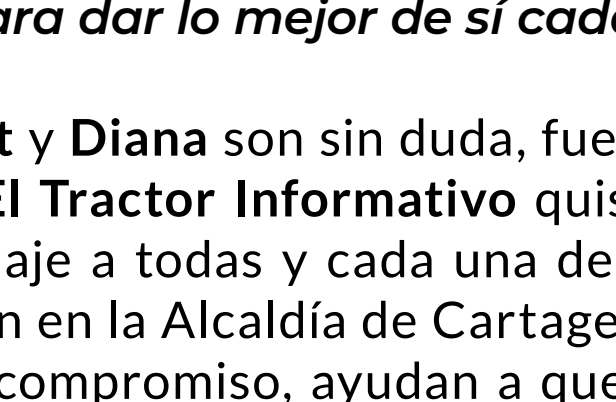 ara dar lo mejor de sí cada
t y Diana son sin duda, fue
El Tractor Informativo quis
aje a todas y cada una de
n en la Alcaldía de Cartage
compromiso, ayudan a que